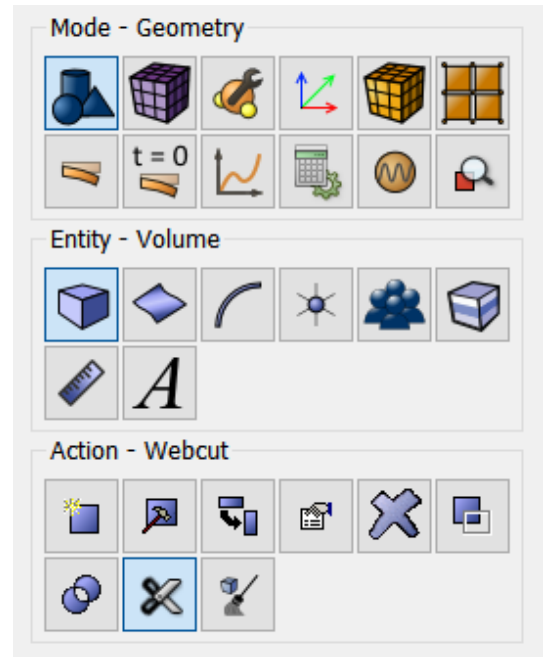 Mode - Geometry
t = 0
Entity - Volume
A
Action - Webcut